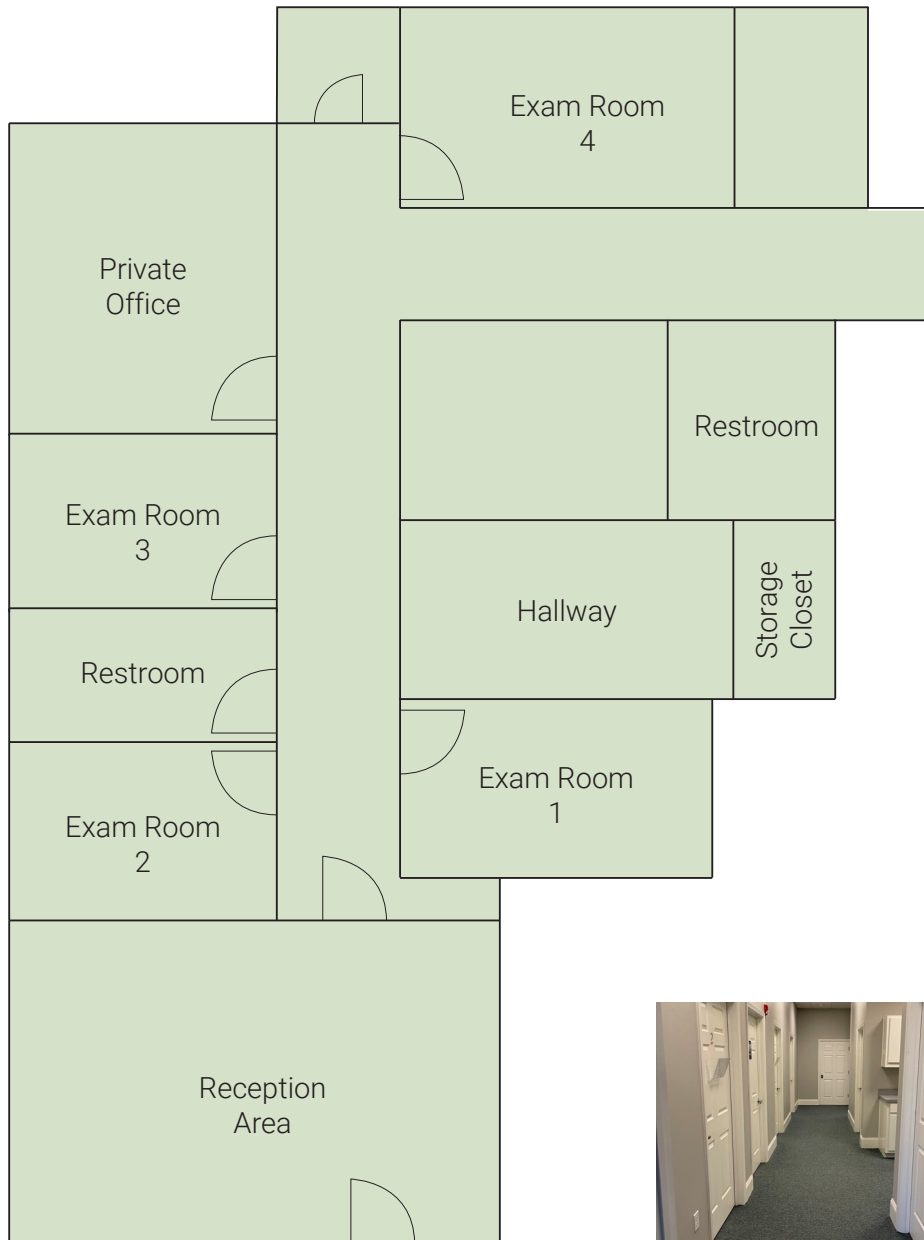 Exam Room
4
Private
Office
Restroom
Exam Room
3
Hallway
Storage
Closet
Restroom
Exam Room
1
Exam Room
2
Reception
Area